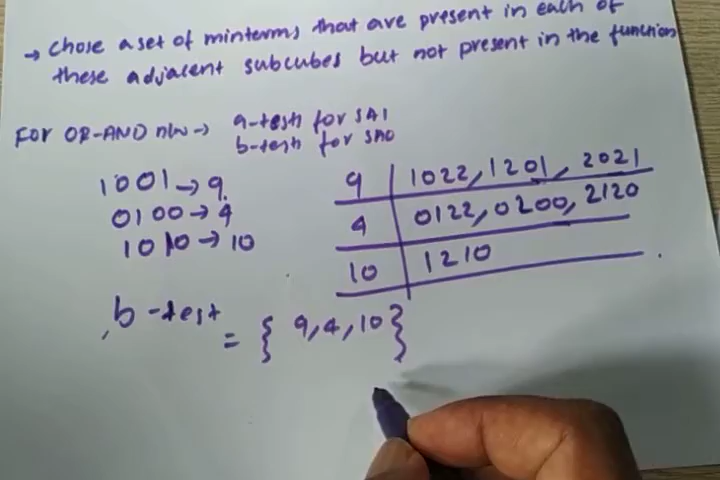 → chose a set of minterms that are present in each of
these adjacent subcubes but not present in the function
FOR OR-AND n/w → a-tests for SA1
b-tests for SA0
1001 → 9
0100 → 4
1010 → 10
9 | 1022, 1201, 2021
4 | 0122, 0200, 2120
10 | 1210
b-test
= { 9, 4, 10 }